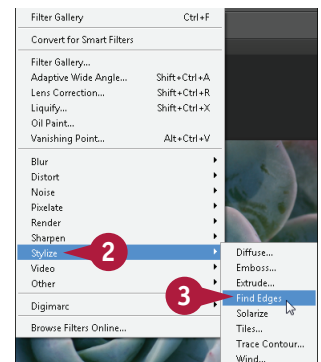 Filter Gallery Ctrl+F
Convert for Smart Filters
Filter Gallery...
Adaptive Wide Angle... Shift+Ctrl+A
Lens Correction... Shift+Ctrl+R
Liquify... Shift+Ctrl+X
Oil Paint...
Vanishing Point... Alt+Ctrl+V
Blur
Distort
Noise
Pixelate
Render
Sharpen
Stylize 2
Video
Other
Digimarc
Browse Filters Online...
Diffuse...
Emboss...
Extrude...
3 Find Edges
Solarize
Tiles...
Trace Contour...
Wind...